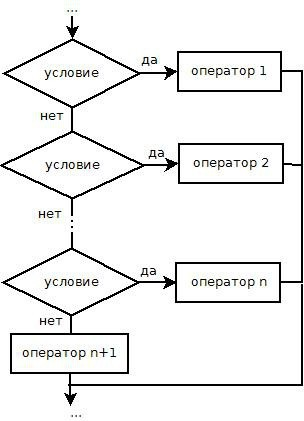 ...
условие
да
оператор 1
нет
условие
да
оператор 2
нет
условие
да
оператор n
нет
оператор n+1
...